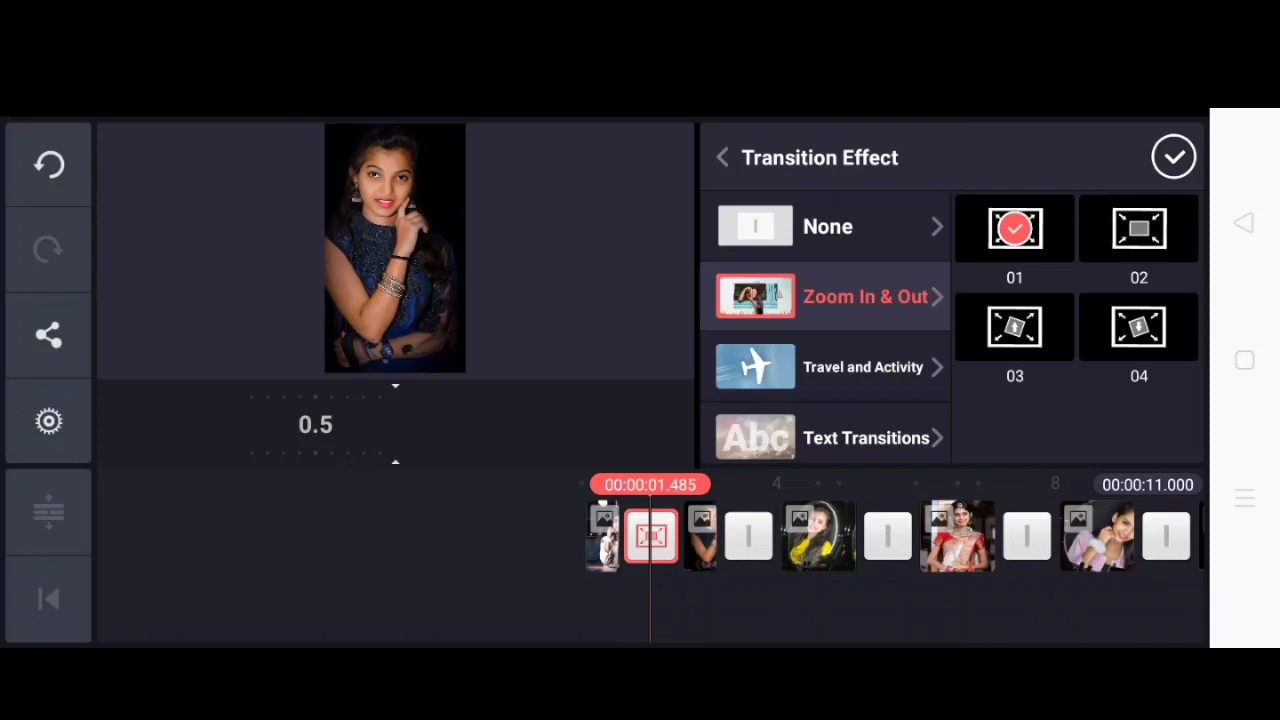 Transition Effect
None
Zoom In & Out
Travel and Activity
Abc
Text Transitions
01
02
03
04
0.5
00:00:01.485
4
8
00:00:11.000